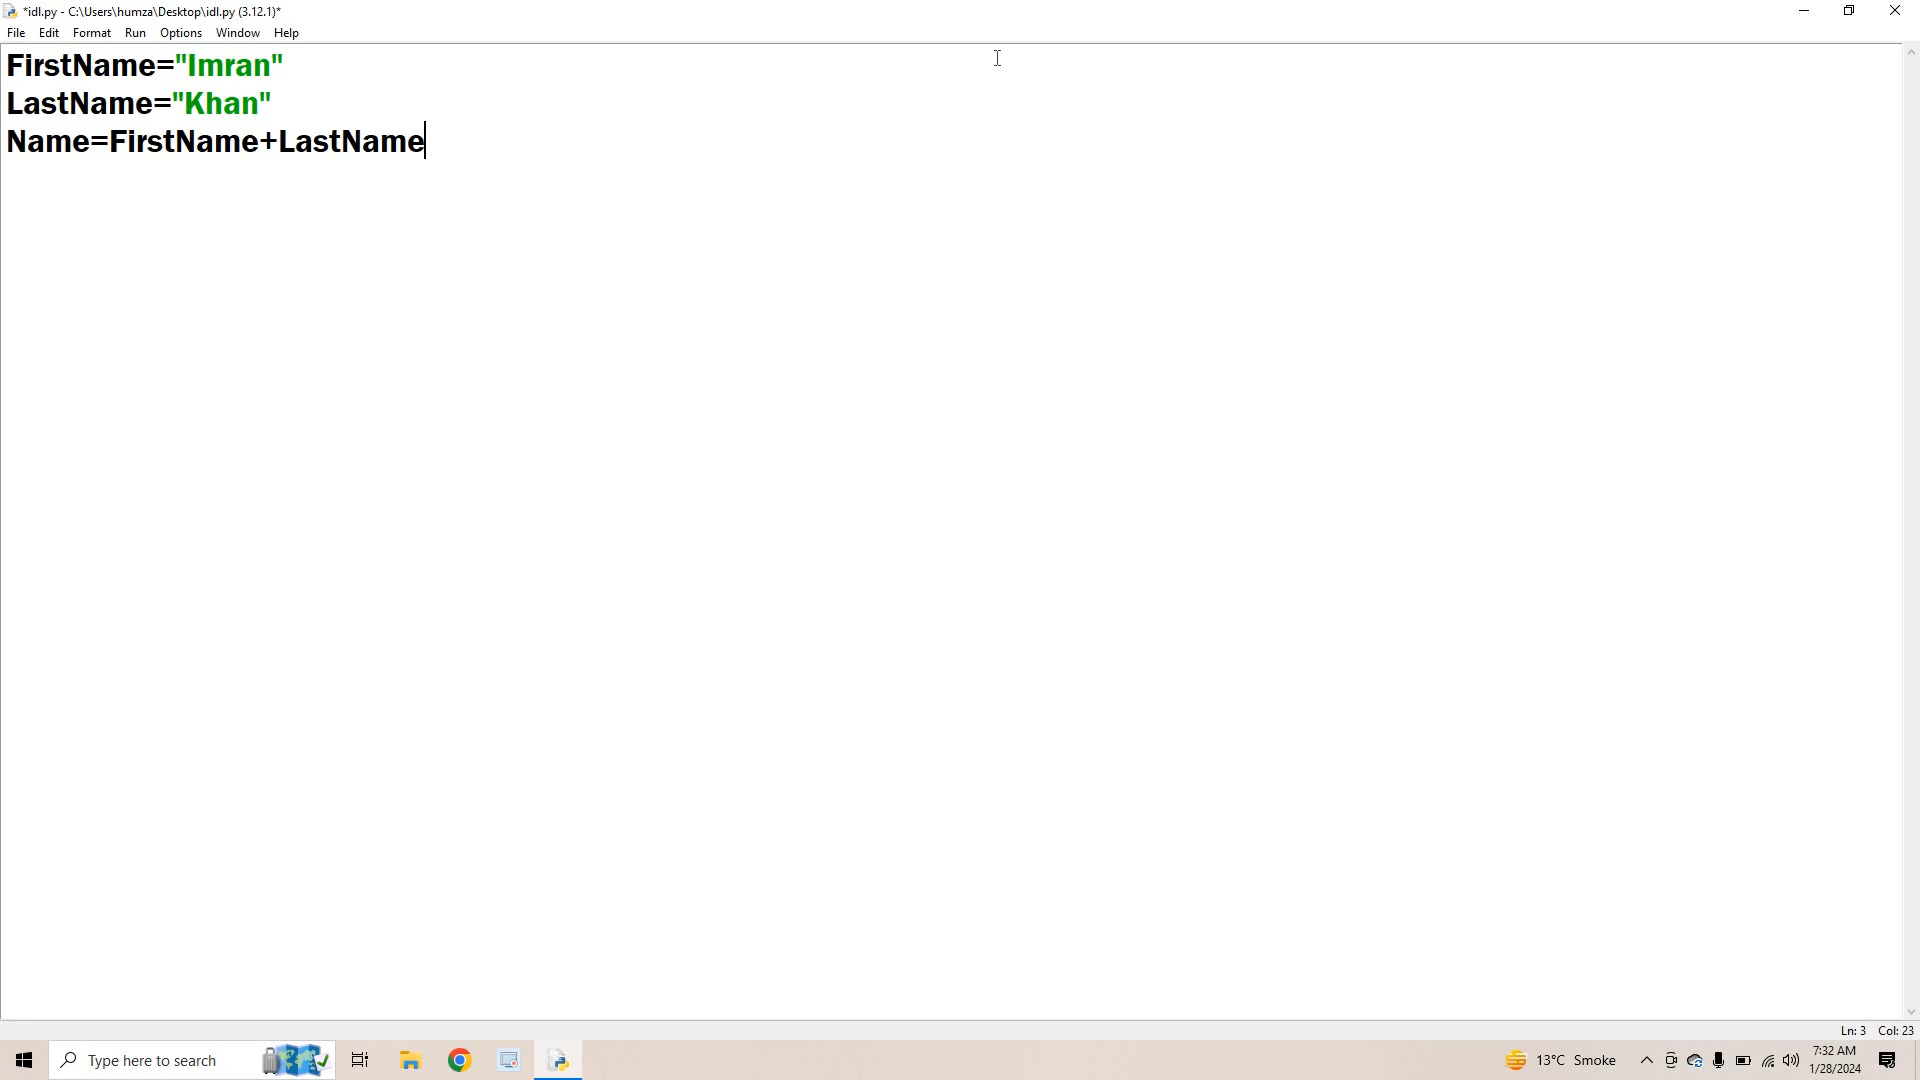 *idl.py - C:\Users\humza\Desktop\idl.py (3.12.1)*
File Edit Format Run Options Window Help
FirstName="Imran"
LastName="Khan"
Name=FirstName+LastName
Ln: 3 Col: 23
Type here to search
13°C Smoke
7:32 AM
1/28/2024